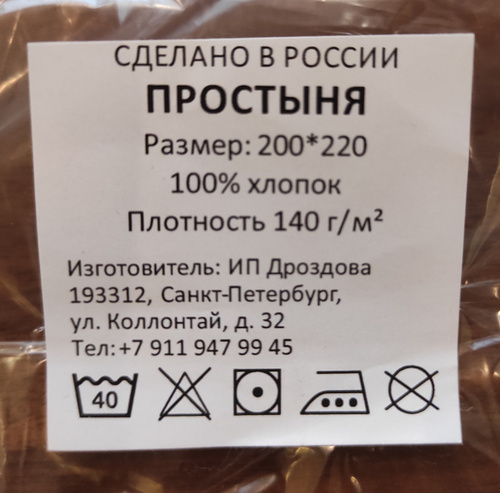 СДЕЛАНО В РОССИИ
ПРОСТЫНЯ
Размер: 200*220
100% хлопок
Плотность 140 г/м²
Изготовитель: ИП Дроздова
193312, Санкт-Петербург,
ул. Коллонтай, д. 32
Тел:+7 911 947 99 45
40